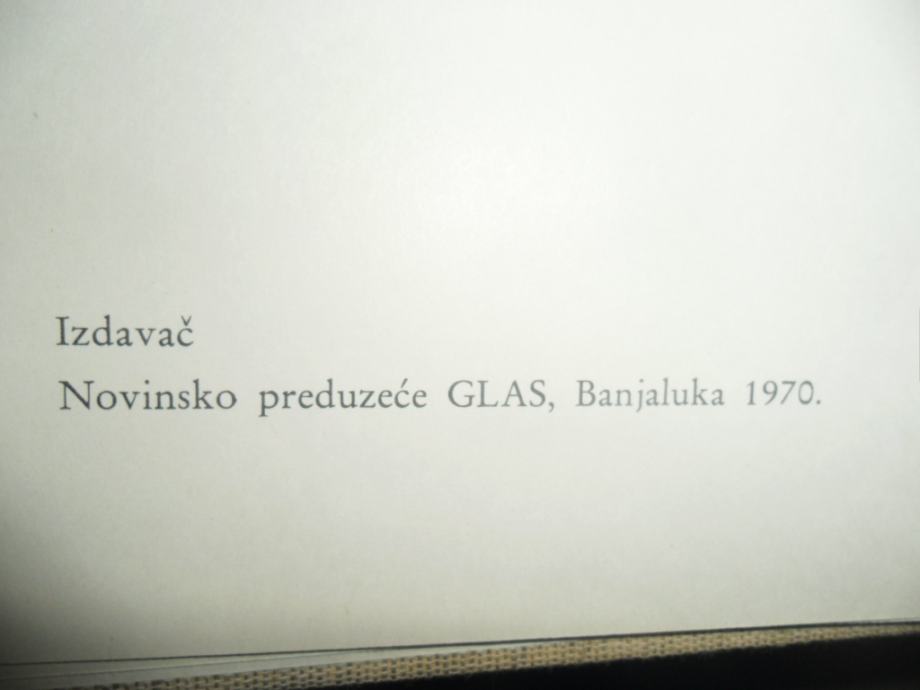 Izdavač
Novinsko preduzeće GLAS, Banjaluka 1970.